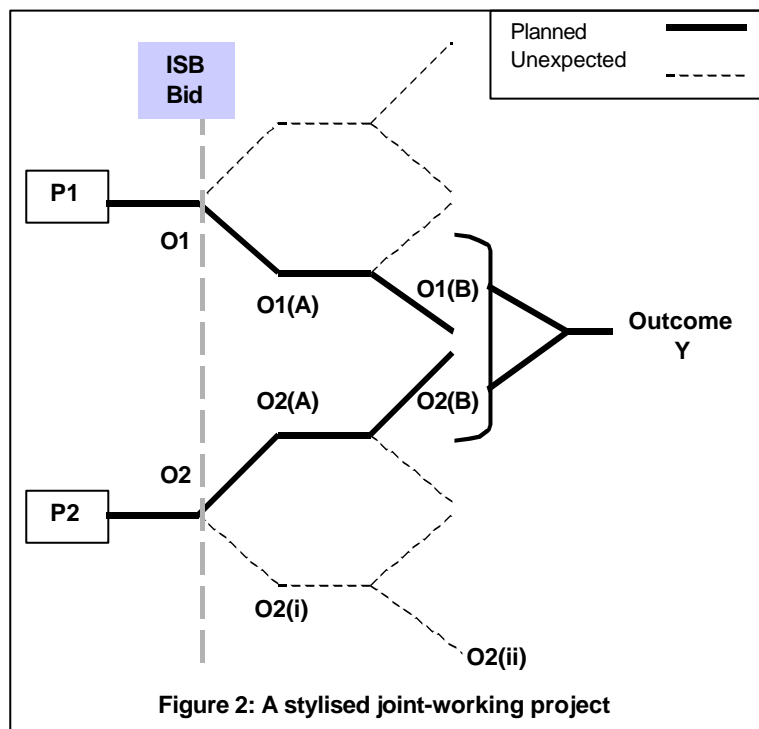 Planned
Unexpected
ISB
Bid
P1
O1
O1(A)
O1(B)
Outcome
Y
O2(A)
O2(B)
O2
P2
O2(i)
O2(ii)
Figure 2: A stylised joint-working project